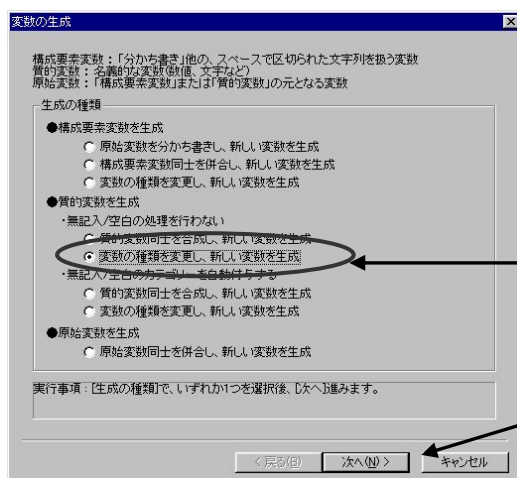 変数の生成
構成要素変数：「分かち書き」他の、スペースで区切られた文字列を扱う変数
質的変数：名義的な変数(数値、文字など)
原始変数：「構成要素変数」または「質的変数」の元となる変数
生成の種類
●構成要素変数を生成
原始変数を分かち書きし、新しい変数を生成
構成要素変数同士を併合し、新しい変数を生成
変数の種類を変更し、新しい変数を生成
●質的変数を生成
・無記入/空白の処理を行わない
質的変数同士を合成し、新しい変数を生成
変数の種類を変更し、新しい変数を生成
・無記入/空白のカテゴリーを自動付与する
質的変数同士を合成し、新しい変数を生成
変数の種類を変更し、新しい変数を生成
●原始変数を生成
原始変数同士を併合し、新しい変数を生成
実行事項：[生成の種類]で、いずれか1つを選択後、[次へ]進みます。
< 戻る(B) 次へ(N) > キャンセル